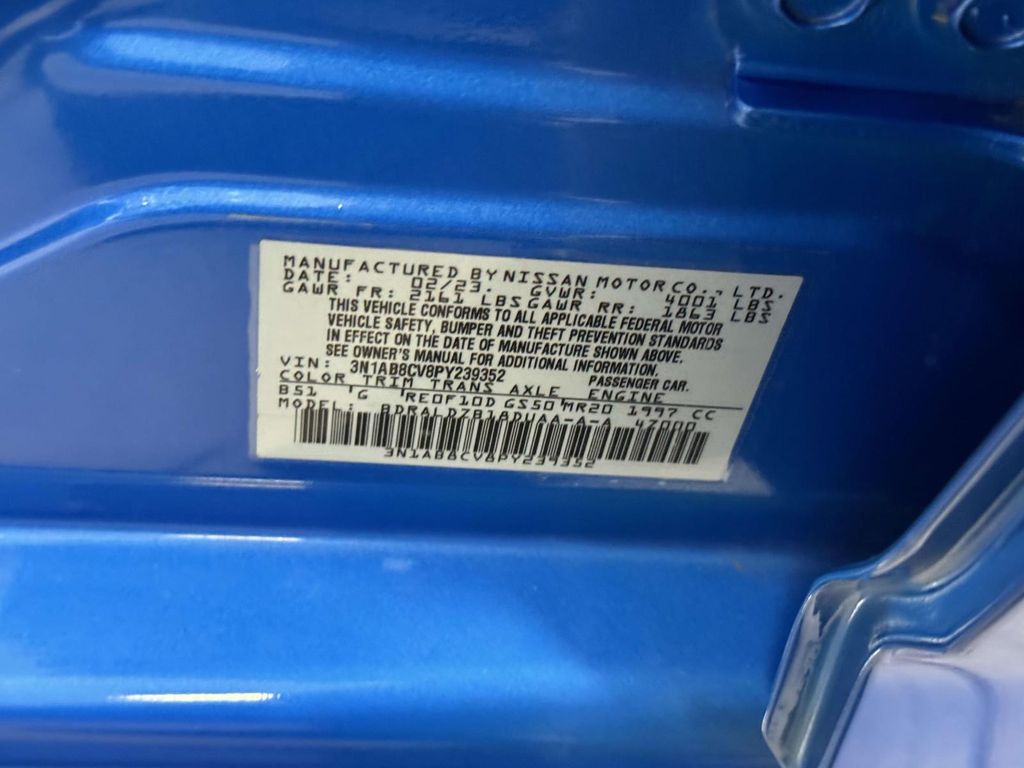 MANUFACTURED BY NISSAN MOTOR CO., LTD.
DATE: 02/23. GVWR: 4001 LBS
GAWR FR: 2161 LBS GAWR RR: 1863 LBS
THIS VEHICLE CONFORMS TO ALL APPLICABLE FEDERAL MOTOR
VEHICLE SAFETY, BUMPER AND THEFT PREVENTION STANDARDS
IN EFFECT ON THE DATE OF MANUFACTURE SHOWN ABOVE.
SEE OWNER'S MANUAL FOR ADDITIONAL INFORMATION.
VIN: 3N1AB8CV8PY239352 PASSENGER CAR.
COLOR TRIM TRANS AXLE ENGINE
B51 G RE0F10D GS50 MR20 1997 CC
MODEL: 47000
3N1AB8CV8PY239352